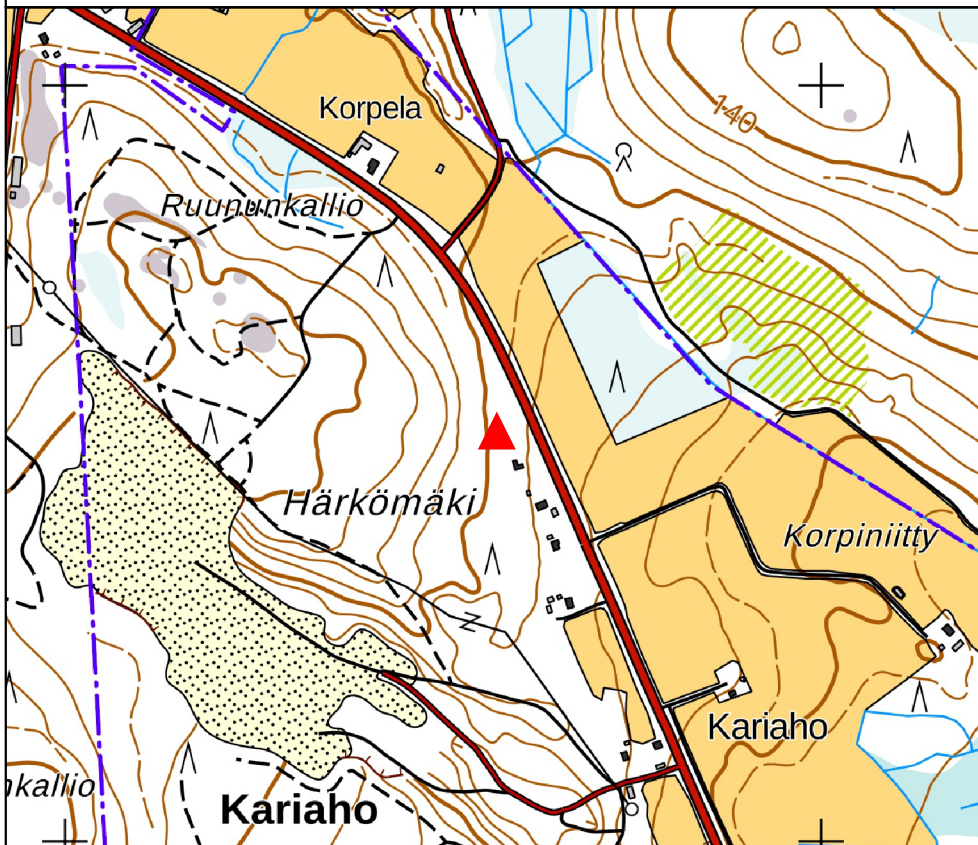 Korpela
140
Ruununkallio
Härkömäki
Korpiniitty
Kariaho
nkallio
Kariaho